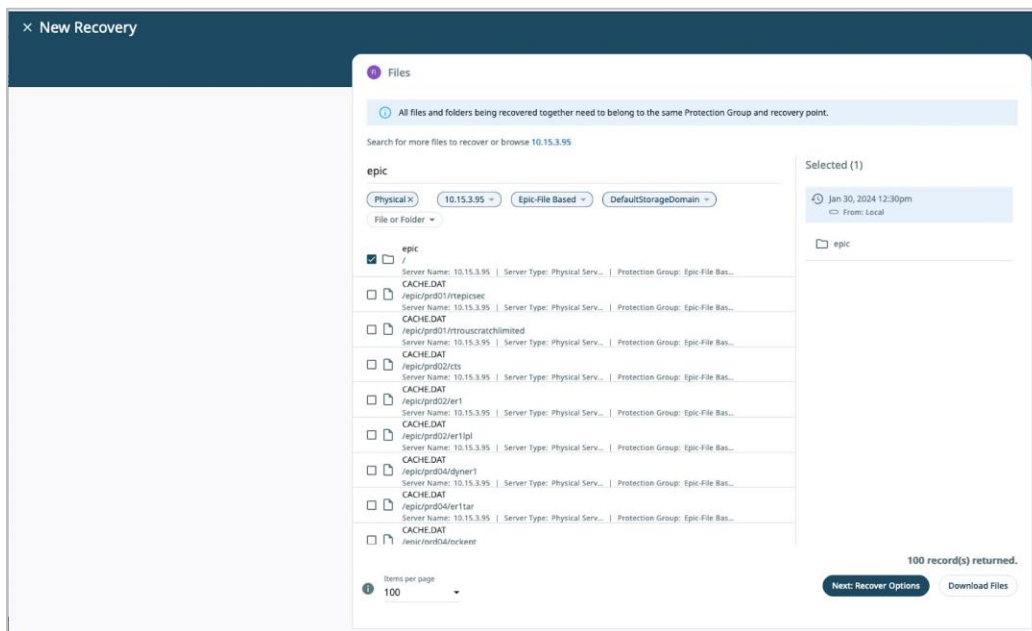 × New Recovery
FI Files
All files and folders being recovered together need to belong to the same Protection Group and recovery point.
Search for more files to recover or browse 10.15.3.95
epic
Physical ×
10.15.3.95
Epic-File Based
DefaultStorageDomain
File or Folder
epic
/
Server Name: 10.15.3.95 | Server Type: Physical Serv... | Protection Group: Epic-File Bas...
CACHE.DAT
/epic/prd01/rtepicsec
Server Name: 10.15.3.95 | Server Type: Physical Serv... | Protection Group: Epic-File Bas...
CACHE.DAT
/epic/prd01/rtrouscratchlimited
Server Name: 10.15.3.95 | Server Type: Physical Serv... | Protection Group: Epic-File Bas...
CACHE.DAT
/epic/prd02/cts
Server Name: 10.15.3.95 | Server Type: Physical Serv... | Protection Group: Epic-File Bas...
CACHE.DAT
/epic/prd02/er1
Server Name: 10.15.3.95 | Server Type: Physical Serv... | Protection Group: Epic-File Bas...
CACHE.DAT
/epic/prd02/er1lpl
Server Name: 10.15.3.95 | Server Type: Physical Serv... | Protection Group: Epic-File Bas...
CACHE.DAT
/epic/prd04/dyner1
Server Name: 10.15.3.95 | Server Type: Physical Serv... | Protection Group: Epic-File Bas...
CACHE.DAT
/epic/prd04/er1tar
Server Name: 10.15.3.95 | Server Type: Physical Serv... | Protection Group: Epic-File Bas...
CACHE.DAT
Items per page
100
Selected (1)
Jan 30, 2024 12:30pm
From: Local
epic
100 record(s) returned.
Next: Recover Options
Download Files